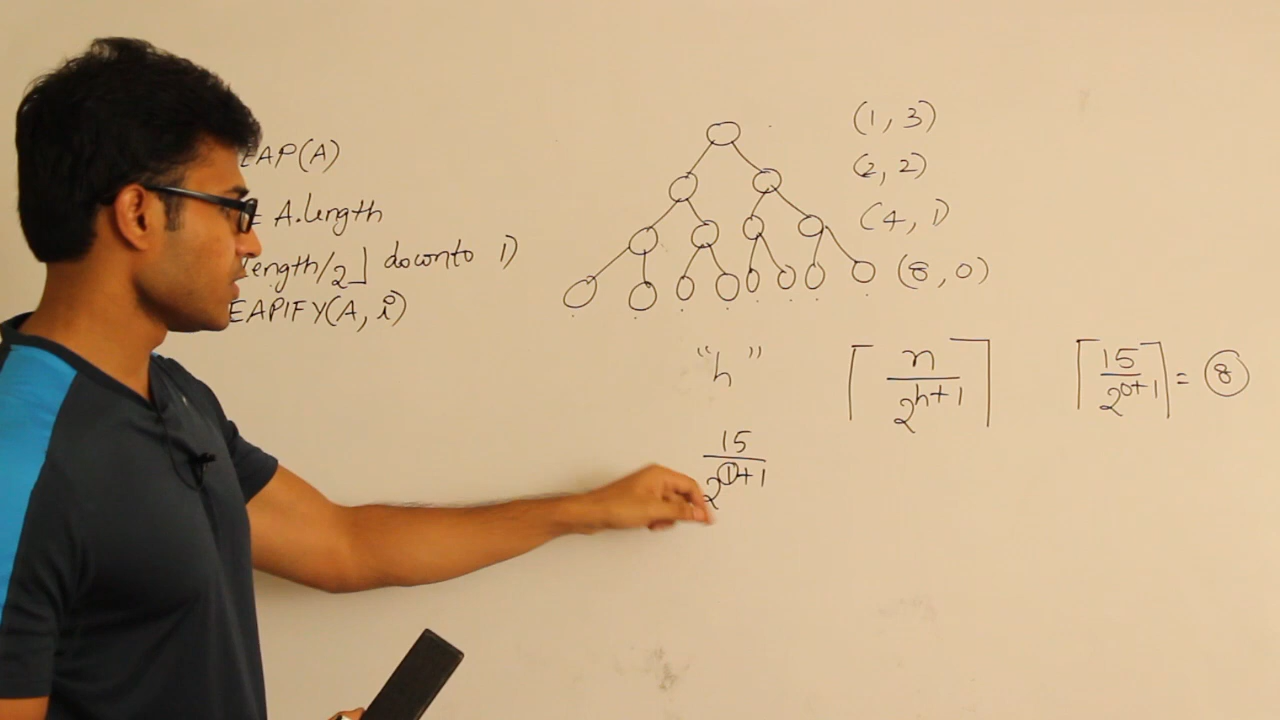 EAP(A)
= A.length
length/2⌋ downto 1)
EAPIFY(A, i)
(1, 3)
(2, 2)
(4, 1)
(8, 0)
"h"
⌈n/2^(h+1)⌉
⌈15/2^(0+1)⌉ = 8
15/2^(1+1)